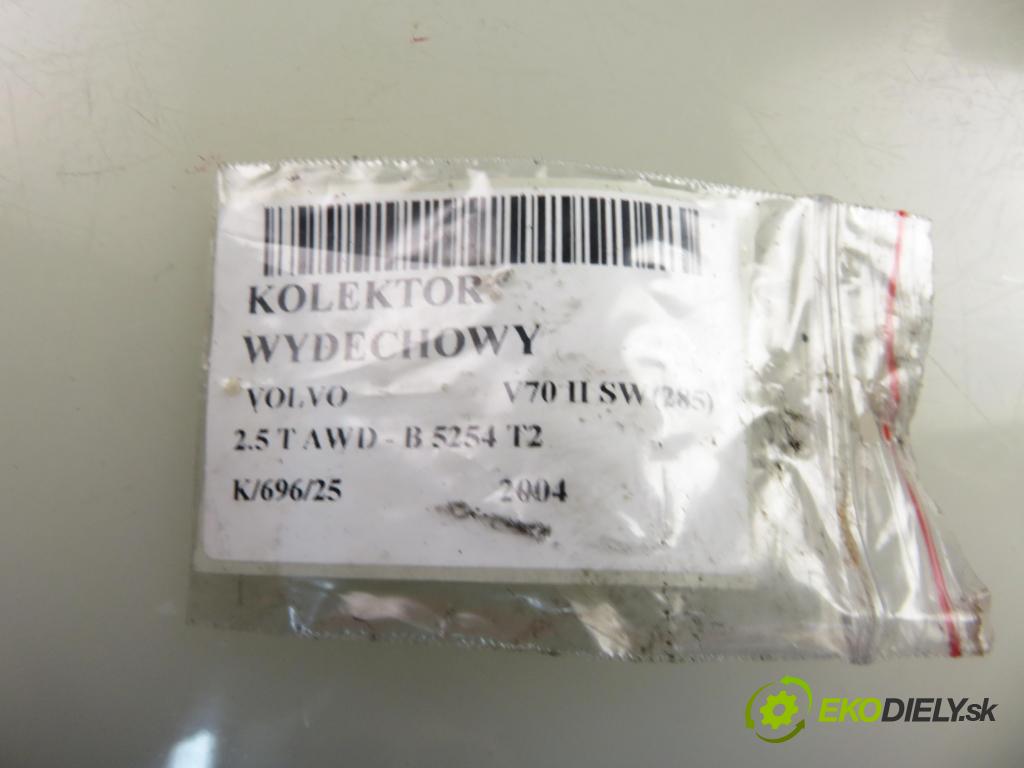 KOLEKTOR
WYDECHOWY
VOLVO V70 II SW (285)
2.5 T AWD - B 5254 T2
K/696/25 2004
EKODIELY.sk